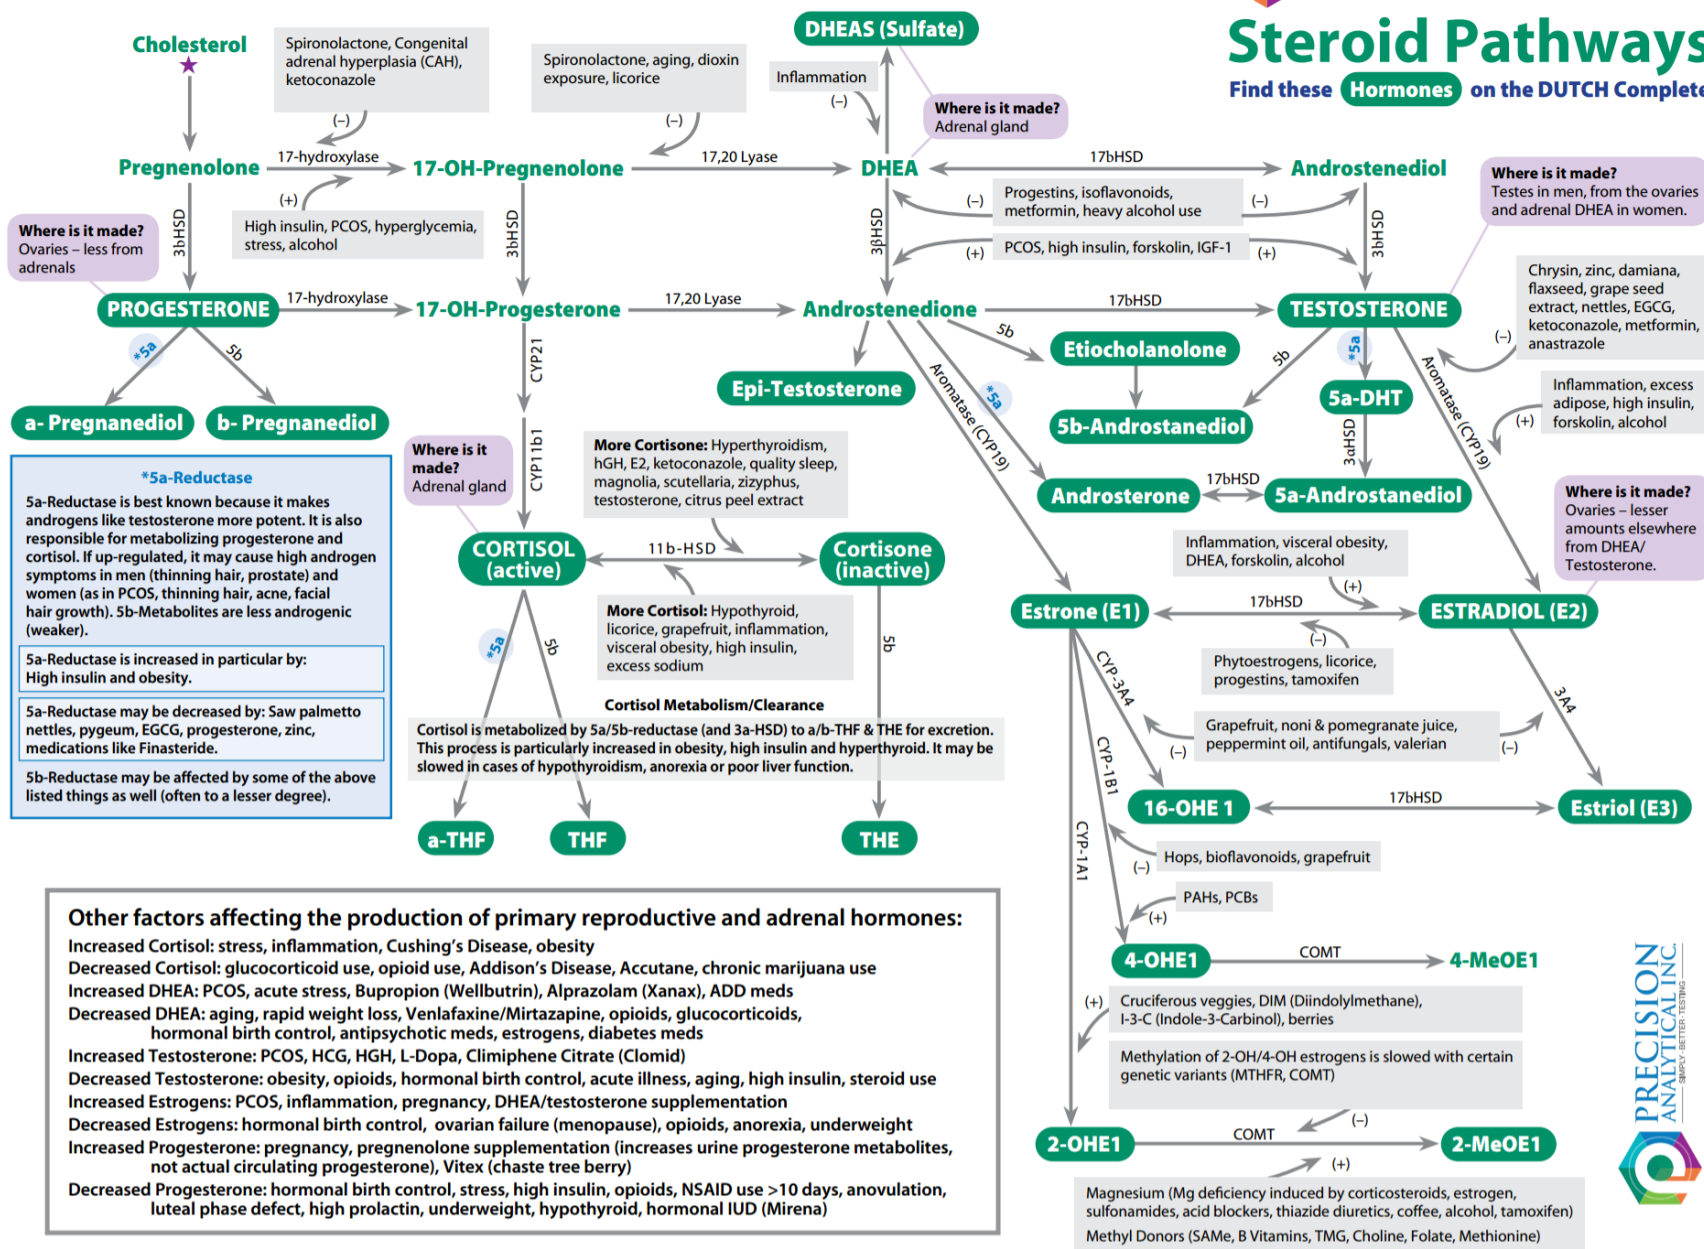 Steroid Pathways
Find these Hormones on the DUTCH Complete
Cholesterol
Spironolactone, Congenital
adrenal hyperplasia (CAH),
ketoconazole
(–)
Spironolactone, aging, dioxin
exposure, licorice
(–)
DHEAS (Sulfate)
Inflammation
(–)
Where is it made?
Adrenal gland
Pregnenolone
17-hydroxylase
17-OH-Pregnenolone
17,20 Lyase
DHEA
17bHSD
Androstenediol
(+)
High insulin, PCOS, hyperglycemia,
stress, alcohol
3bHSD
3bHSD
3βHSD
3bHSD
(–)
Progestins, isoflavonoids,
metformin, heavy alcohol use
(–)
(+)
PCOS, high insulin, forskolin, IGF-1
(+)
Where is it made?
Testes in men, from the ovaries
and adrenal DHEA in women.
Where is it made?
Ovaries – less from
adrenals
PROGESTERONE
17-hydroxylase
17-OH-Progesterone
17,20 Lyase
Androstenedione
17bHSD
TESTOSTERONE
Chrysin, zinc, damiana,
flaxseed, grape seed
extract, nettles, EGCG,
ketoconazole, metformin,
anastrazole
(–)
*5a
5b
a- Pregnanediol
b- Pregnanediol
CYP21
CYP11b1
Epi-Testosterone
5b
Etiocholanolone
5b-Androstanediol
5b
*5a
5a-DHT
3αHSD
Aromatase (CYP19)
*5a
Aromatase (CYP19)
Inflammation, excess
adipose, high insulin,
forskolin, alcohol
(+)
Androsterone
17bHSD
5a-Androstanediol
*5a-Reductase
5a-Reductase is best known because it makes
androgens like testosterone more potent. It is also
responsible for metabolizing progesterone and
cortisol. If up-regulated, it may cause high androgen
symptoms in men (thinning hair, prostate) and
women (as in PCOS, thinning hair, acne, facial
hair growth). 5b-Metabolites are less androgenic
(weaker).
5a-Reductase is increased in particular by:
High insulin and obesity.
5a-Reductase may be decreased by: Saw palmetto
nettles, pygeum, EGCG, progesterone, zinc,
medications like Finasteride.
5b-Reductase may be affected by some of the above
listed things as well (often to a lesser degree).
Where is it
made?
Adrenal gland
More Cortisone: Hyperthyroidism,
hGH, E2, ketoconazole, quality sleep,
magnolia, scutellaria, zizyphus,
testosterone, citrus peel extract
CORTISOL
(active)
11b-HSD
Cortisone
(inactive)
More Cortisol: Hypothyroid,
licorice, grapefruit, inflammation,
visceral obesity, high insulin,
excess sodium
*5a
5b
5b
Cortisol Metabolism/Clearance
Cortisol is metabolized by 5a/5b-reductase (and 3a-HSD) to a/b-THF & THE for excretion.
This process is particularly increased in obesity, high insulin and hyperthyroid. It may be
slowed in cases of hypothyroidism, anorexia or poor liver function.
a-THF
THF
THE
Where is it made?
Ovaries – lesser
amounts elsewhere
from DHEA/
Testosterone.
Inflammation, visceral obesity,
DHEA, forskolin, alcohol
(+)
Estrone (E1)
17bHSD
ESTRADIOL (E2)
(–)
Phytoestrogens, licorice,
progestins, tamoxifen
CYP-3A4
3A4
Grapefruit, noni & pomegranate juice,
peppermint oil, antifungals, valerian
(–)
(–)
CYP-1B1
CYP-1A1
16-OHE 1
17bHSD
Estriol (E3)
(–)
Hops, bioflavonoids, grapefruit
PAHs, PCBs
(+)
4-OHE1
COMT
4-MeOE1
(+)
Cruciferous veggies, DIM (Diindolylmethane),
I-3-C (Indole-3-Carbinol), berries
Methylation of 2-OH/4-OH estrogens is slowed with certain
genetic variants (MTHFR, COMT)
(–)
2-OHE1
COMT
2-MeOE1
(+)
Magnesium (Mg deficiency induced by corticosteroids, estrogen,
sulfonamides, acid blockers, thiazide diuretics, coffee, alcohol, tamoxifen)
Methyl Donors (SAMe, B Vitamins, TMG, Choline, Folate, Methionine)
Other factors affecting the production of primary reproductive and adrenal hormones:
Increased Cortisol: stress, inflammation, Cushing's Disease, obesity
Decreased Cortisol: glucocorticoid use, opioid use, Addison's Disease, Accutane, chronic marijuana use
Increased DHEA: PCOS, acute stress, Bupropion (Wellbutrin), Alprazolam (Xanax), ADD meds
Decreased DHEA: aging, rapid weight loss, Venlafaxine/Mirtazapine, opioids, glucocorticoids,
hormonal birth control, antipsychotic meds, estrogens, diabetes meds
Increased Testosterone: PCOS, HCG, HGH, L-Dopa, Climiphene Citrate (Clomid)
Decreased Testosterone: obesity, opioids, hormonal birth control, acute illness, aging, high insulin, steroid use
Increased Estrogens: PCOS, inflammation, pregnancy, DHEA/testosterone supplementation
Decreased Estrogens: hormonal birth control, ovarian failure (menopause), opioids, anorexia, underweight
Increased Progesterone: pregnancy, pregnenolone supplementation (increases urine progesterone metabolites,
not actual circulating progesterone), Vitex (chaste tree berry)
Decreased Progesterone: hormonal birth control, stress, high insulin, opioids, NSAID use >10 days, anovulation,
luteal phase defect, high prolactin, underweight, hypothyroid, hormonal IUD (Mirena)
PRECISION
ANALYTICAL INC.
SIMPLY · BETTER · TESTING